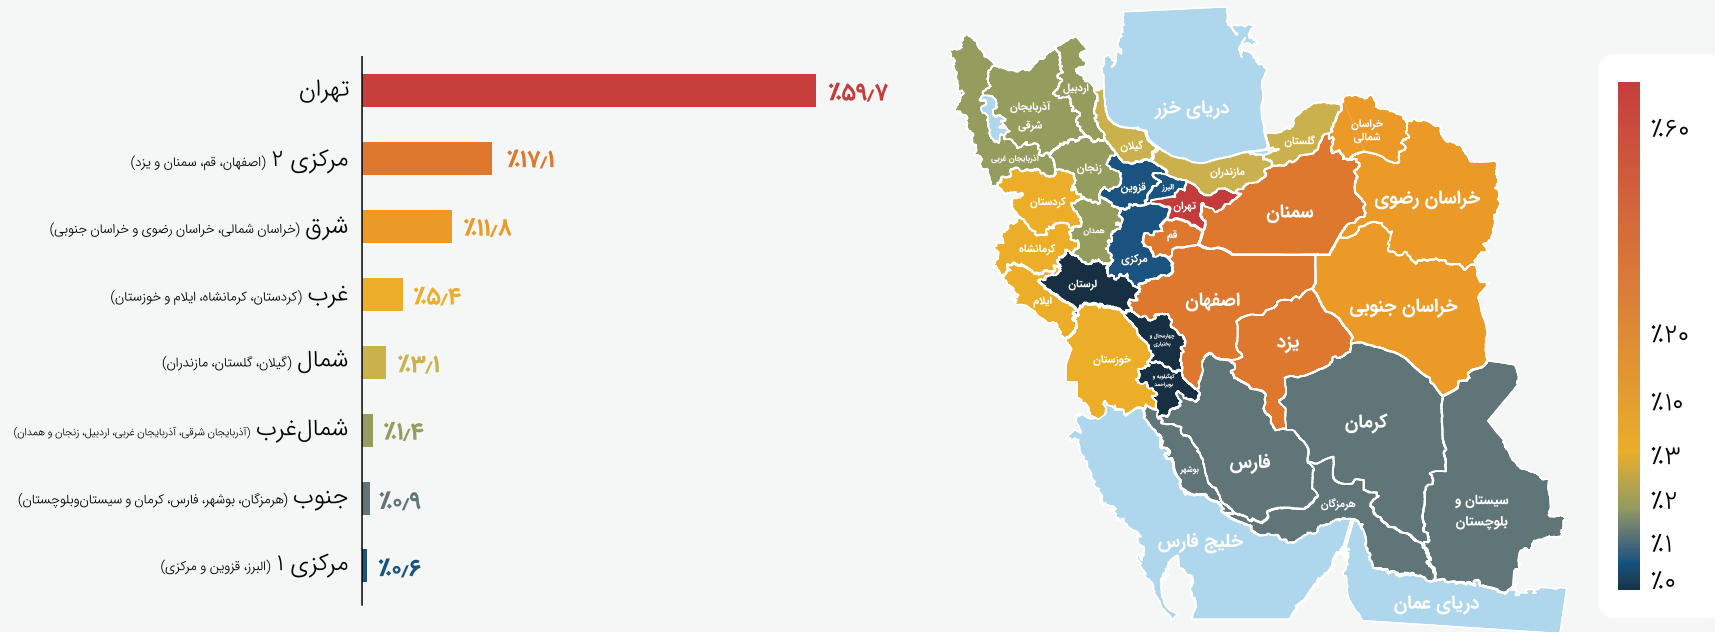 تهران
٪۵۹٫۷
مرکزی ۲ (اصفهان، قم، سمنان و یزد)
٪۱۷٫۱
شرق (خراسان شمالی، خراسان رضوی و خراسان جنوبی)
٪۱۱٫۸
غرب (کردستان، کرمانشاه، ایلام و خوزستان)
٪۵٫۴
شمال (گیلان، گلستان، مازندران)
٪۳٫۱
شمال‌غرب (آذربایجان شرقی، آذربایجان غربی، اردبیل، زنجان و همدان)
٪۱٫۴
جنوب (هرمزگان، بوشهر، فارس، کرمان و سیستان‌وبلوچستان)
٪۰٫۹
مرکزی ۱ (البرز، قزوین و مرکزی)
٪۰٫۶
دریای خزر
اردبیل
آذربایجان
شرقی
آذربایجان غربی
زنجان
گیلان
مازندران
گلستان
خراسان
شمالی
خراسان رضوی
سمنان
قزوین
البرز
تهران
کردستان
همدان
قم
مرکزی
کرمانشاه
لرستان
ایلام
اصفهان
خراسان جنوبی
یزد
چهارمحال و
بختیاری
خوزستان
کهگیلویه و
بویراحمد
کرمان
فارس
بوشهر
هرمزگان
سیستان و
بلوچستان
خلیج فارس
دریای عمان
٪۶۰
٪۲۰
٪۱۰
٪۳
٪۲
٪۱
٪۰